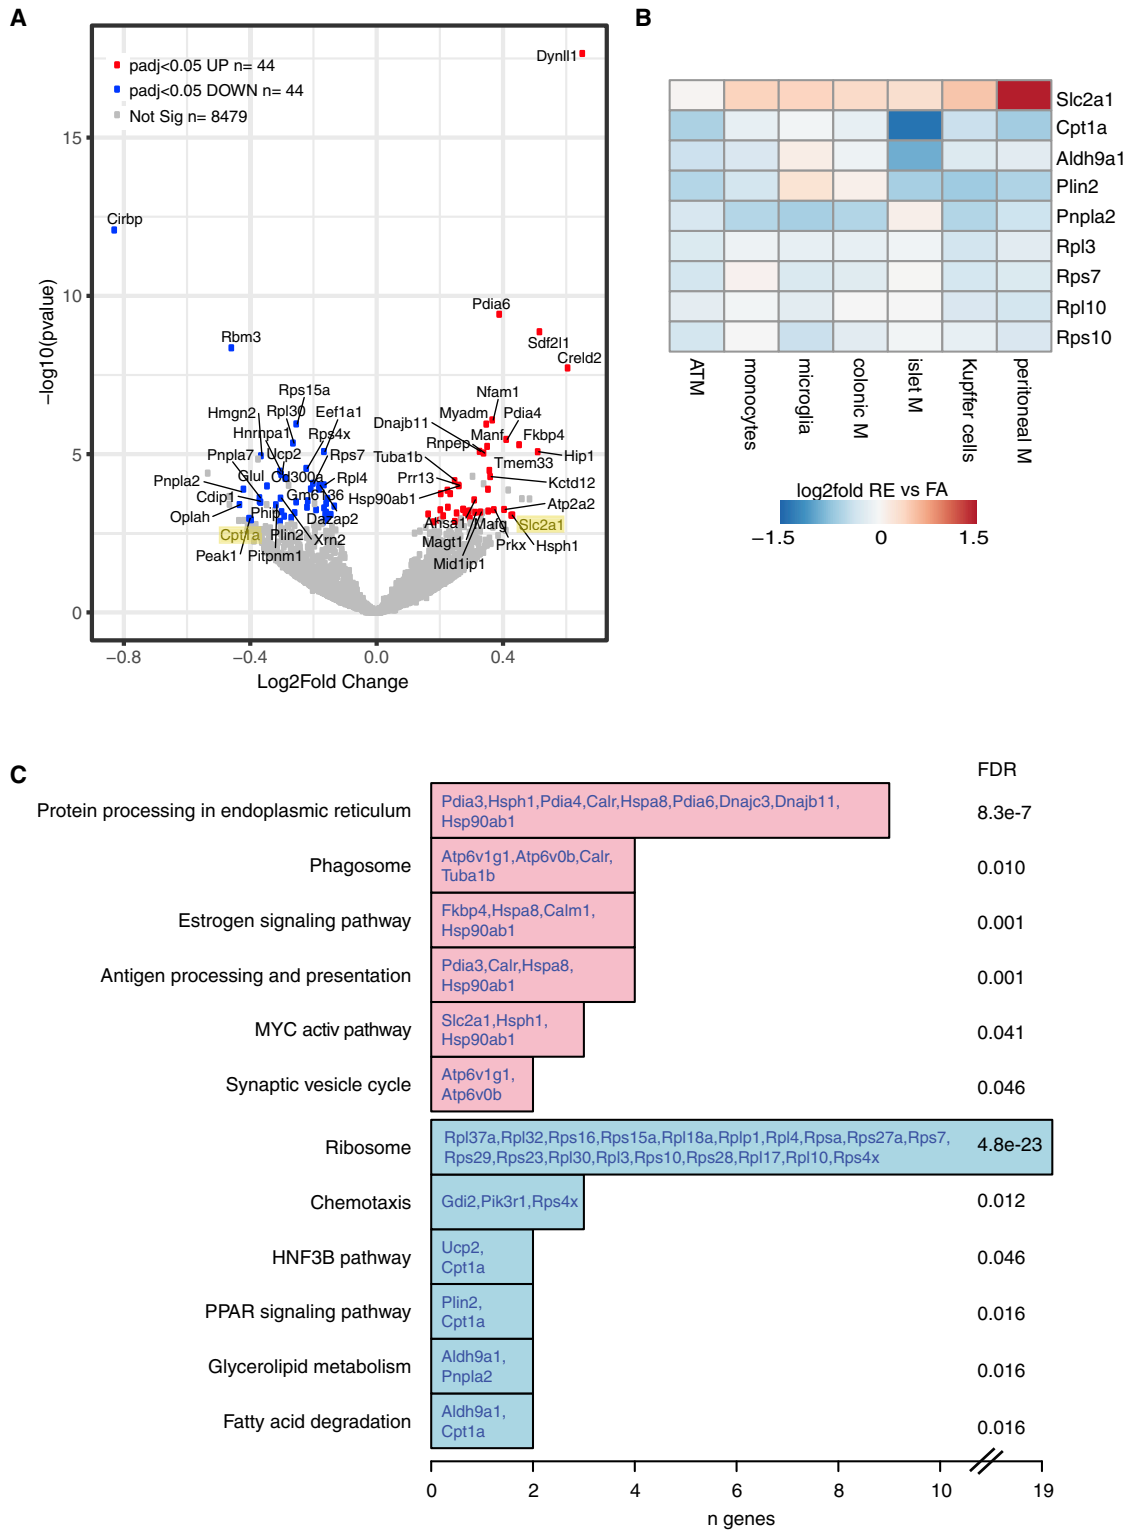 A
padj<0.05 UP n= 44
padj<0.05 DOWN n= 44
Not Sig n= 8479
Dynll1
Cirbp
Rbm3
Pdia6
Sdf2l1
Creld2
Rps15a
Hmgn2
Rpl30
Eef1a1
Hnrnpa1
Rps4x
Pnpla7
Ucp2
Rps7
Pnpla2
Glul
Cd300a
Rpl4
Cdip1
Gm6136
Oplah
Phip
Dazap2
Cpt1a
Plin2
Xrn2
Peak1
Pitpnm1
Nfam1
Myadm
Pdia4
Dnajb11
Manf
Fkbp4
Rnpep
Hip1
Tuba1b
Tmem33
Prr13
Kctd12
Hsp90ab1
Atp2a2
Ahsa1
Mafg
Slc2a1
Magt1
Prkx
Hsph1
Mid1ip1
15
10
5
0
−log10(pvalue)
−0.8
−0.4
0.0
0.4
Log2Fold Change
B
Slc2a1
Cpt1a
Aldh9a1
Plin2
Pnpla2
Rpl3
Rps7
Rpl10
Rps10
ATM
monocytes
microglia
colonic M
islet M
Kupffer cells
peritoneal M
log2fold RE vs FA
−1.5
0
1.5
C
FDR
Protein processing in endoplasmic reticulum
Pdia3,Hsph1,Pdia4,Calr,Hspa8,Pdia6,Dnajc3,Dnajb11,
Hsp90ab1
8.3e-7
Phagosome
Atp6v1g1,Atp6v0b,Calr,
Tuba1b
0.010
Estrogen signaling pathway
Fkbp4,Hspa8,Calm1,
Hsp90ab1
0.001
Antigen processing and presentation
Pdia3,Calr,Hspa8,
Hsp90ab1
0.001
MYC activ pathway
Slc2a1,Hsph1,
Hsp90ab1
0.041
Synaptic vesicle cycle
Atp6v1g1,
Atp6v0b
0.046
Ribosome
Rpl37a,Rpl32,Rps16,Rps15a,Rpl18a,Rplp1,Rpl4,Rpsa,Rps27a,Rps7,
Rps29,Rps23,Rpl30,Rpl3,Rps10,Rps28,Rpl17,Rpl10,Rps4x
4.8e-23
Chemotaxis
Gdi2,Pik3r1,Rps4x
0.012
HNF3B pathway
Ucp2,
Cpt1a
0.046
PPAR signaling pathway
Plin2,
Cpt1a
0.016
Glycerolipid metabolism
Aldh9a1,
Pnpla2
0.016
Fatty acid degradation
Aldh9a1,
Cpt1a
0.016
0
2
4
6
8
10
19
n genes